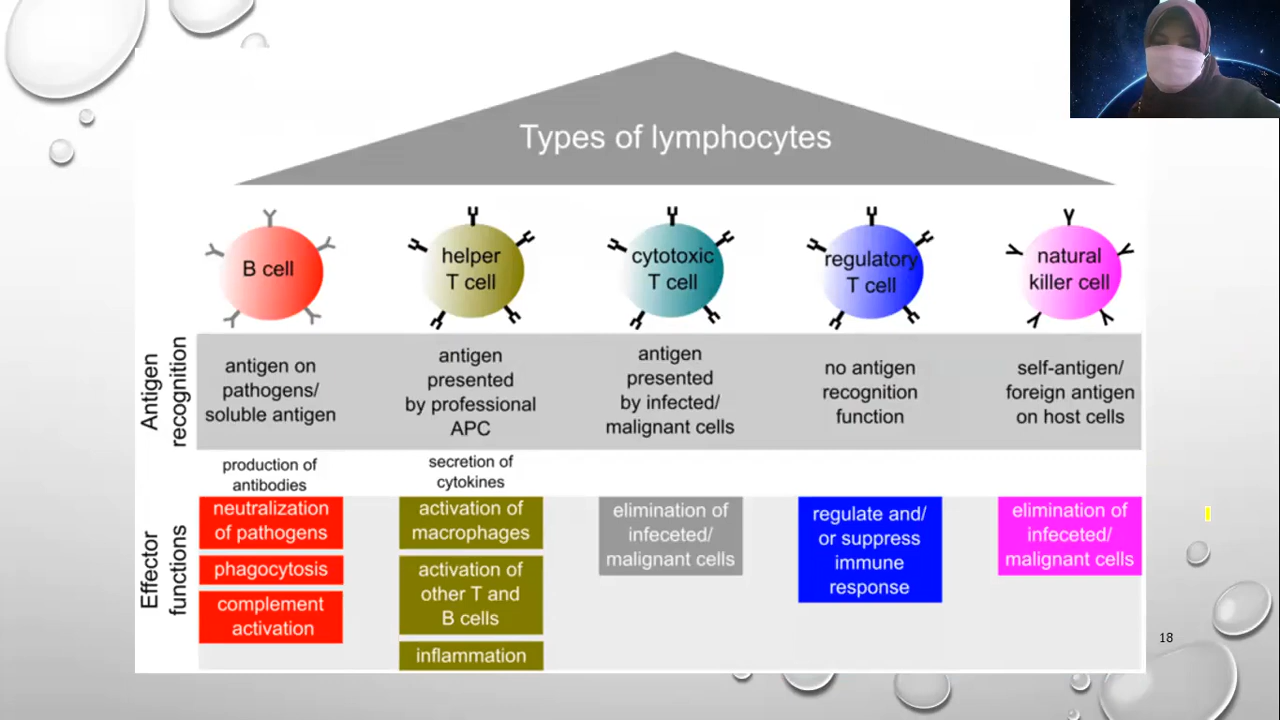 Types of lymphocytes
B cell
helper
T cell
cytotoxic
T cell
regulatory
T cell
natural
killer cell
Antigen
recognition
antigen on
pathogens/
soluble antigen
antigen
presented
by professional
APC
antigen
presented
by infected/
malignant cells
no antigen
recognition
function
self-antigen/
foreign antigen
on host cells
Effector
functions
production of
antibodies
neutralization
of pathogens
phagocytosis
complement
activation
secretion of
cytokines
activation of
macrophages
activation of
other T and
B cells
inflammation
elimination of
infeceted/
malignant cells
regulate and/
or suppress
immune
response
elimination of
infeceted/
malignant cells
18